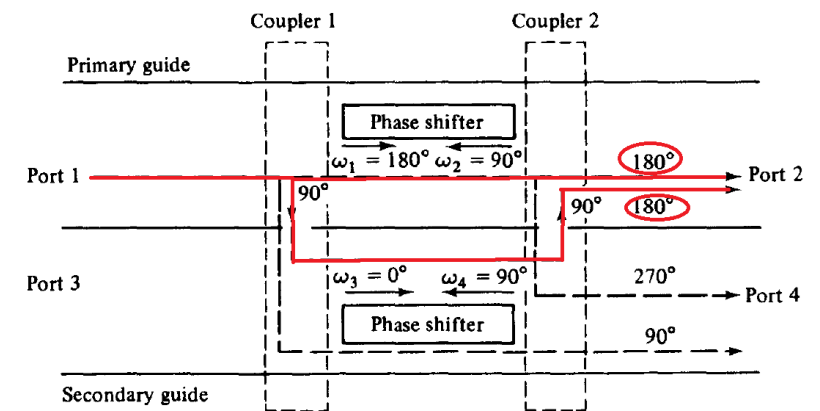 Coupler 1 Coupler 2
Primary guide
Phase shifter
ω₁ = 180° ω₂ = 90° 180°
Port 1 Port 2
90° 90° 180°
Port 3 ω₃ = 0° ω₄ = 90° 270°
Port 4
Phase shifter 90°
Secondary guide